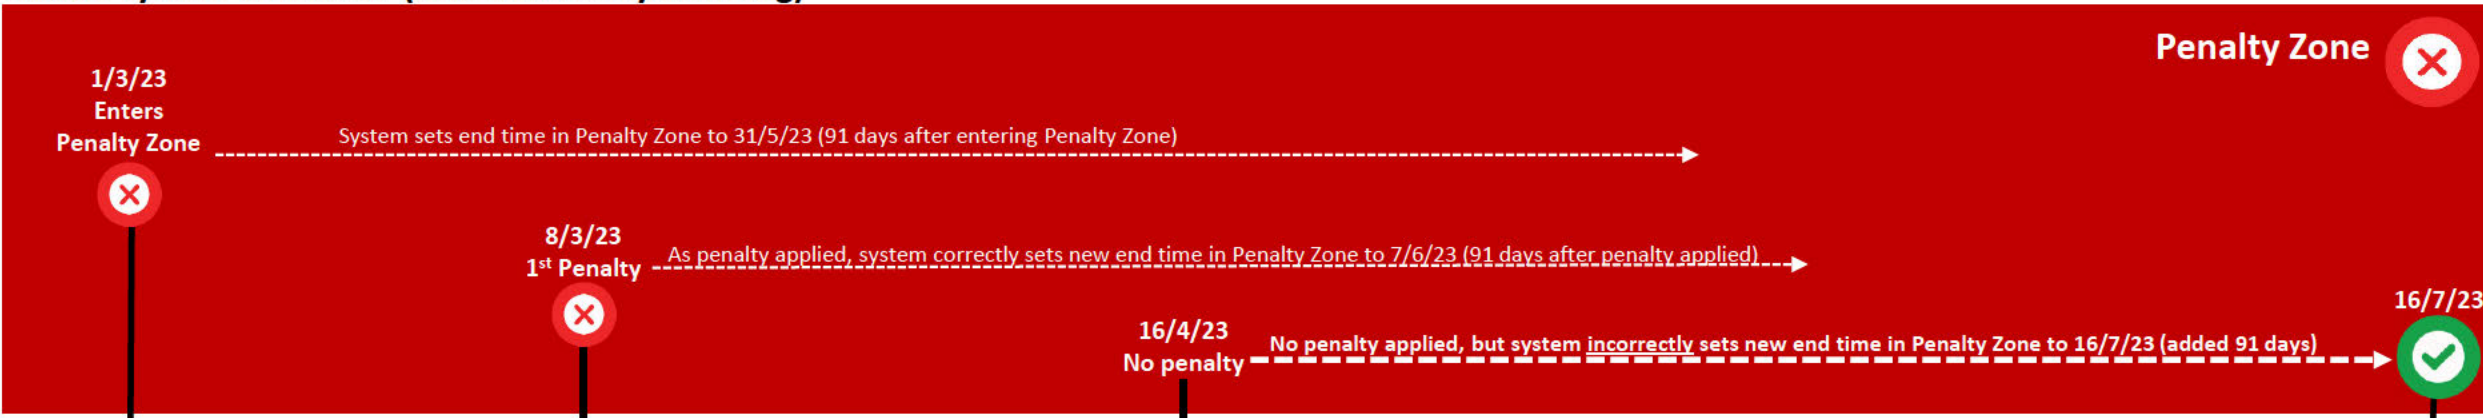 Penalty Zone
1/3/23
Enters
Penalty Zone
System sets end time in Penalty Zone to 31/5/23 (91 days after entering Penalty Zone)
8/3/23
1st Penalty
As penalty applied, system correctly sets new end time in Penalty Zone to 7/6/23 (91 days after penalty applied)
16/4/23
No penalty
No penalty applied, but system incorrectly sets new end time in Penalty Zone to 16/7/23 (added 91 days)
16/7/23